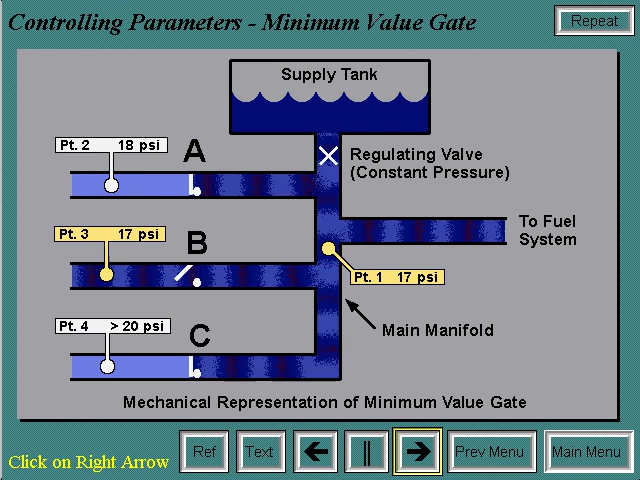 Controlling Parameters - Minimum Value Gate
Repeat
Supply Tank
Pt. 2 18 psi
A
Regulating Valve
(Constant Pressure)
To Fuel
System
Pt. 3 17 psi
B
Pt. 1 17 psi
Pt. 4 > 20 psi
C
Main Manifold
Mechanical Representation of Minimum Value Gate
Click on Right Arrow
Ref
Text
Prev Menu
Main Menu